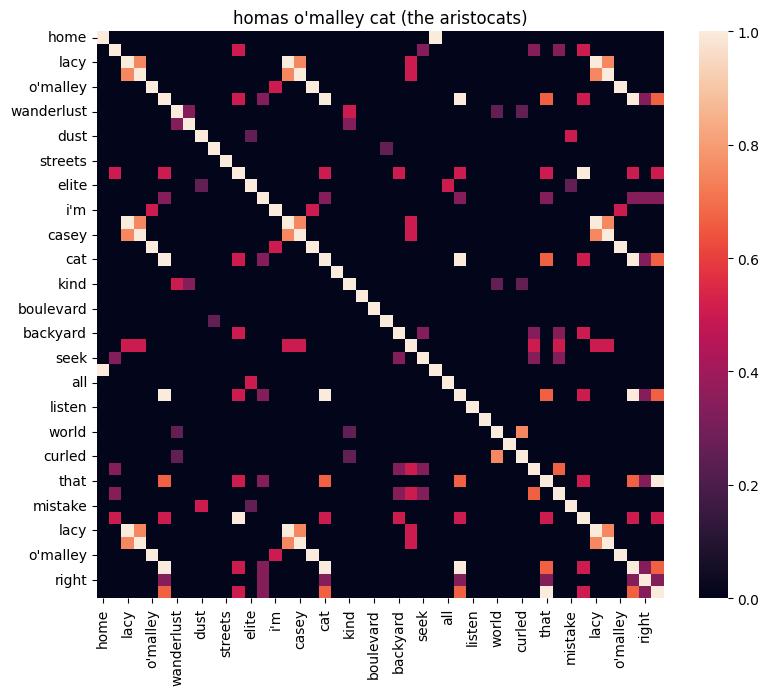 homas o'malley cat (the aristocats)
home
lacy
o'malley
wanderlust
dust
streets
elite
i'm
casey
cat
kind
boulevard
backyard
seek
all
listen
world
curled
that
mistake
lacy
o'malley
right
1.0
0.8
0.6
0.4
0.2
0.0
home
lacy
o'malley
wanderlust
dust
streets
elite
i'm
casey
cat
kind
boulevard
backyard
seek
all
listen
world
curled
that
mistake
lacy
o'malley
right